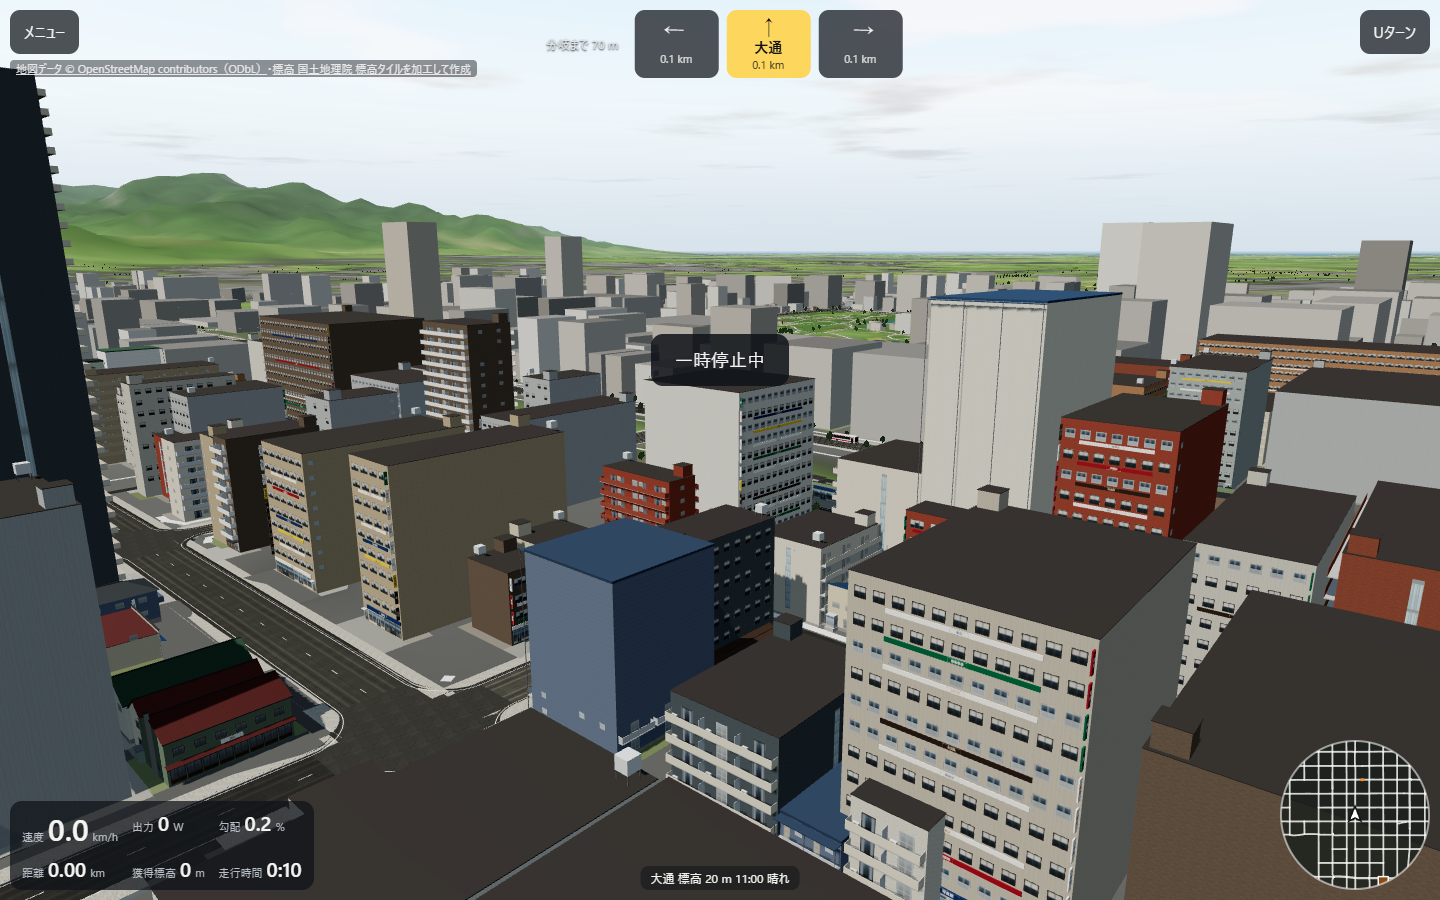 メニュー
地図データ © OpenStreetMap contributors（ODbL）・標高 国土地理院 標高タイルを加工して作成
分岐まで 70 m
←
0.1 km
↑
大通
0.1 km
→
0.1 km
Uターン
一時停止中
速度 0.0 km/h
出力 0 W
勾配 0.2 %
距離 0.00 km
獲得標高 0 m
走行時間 0:10
大通 標高 20 m 11:00 晴れ